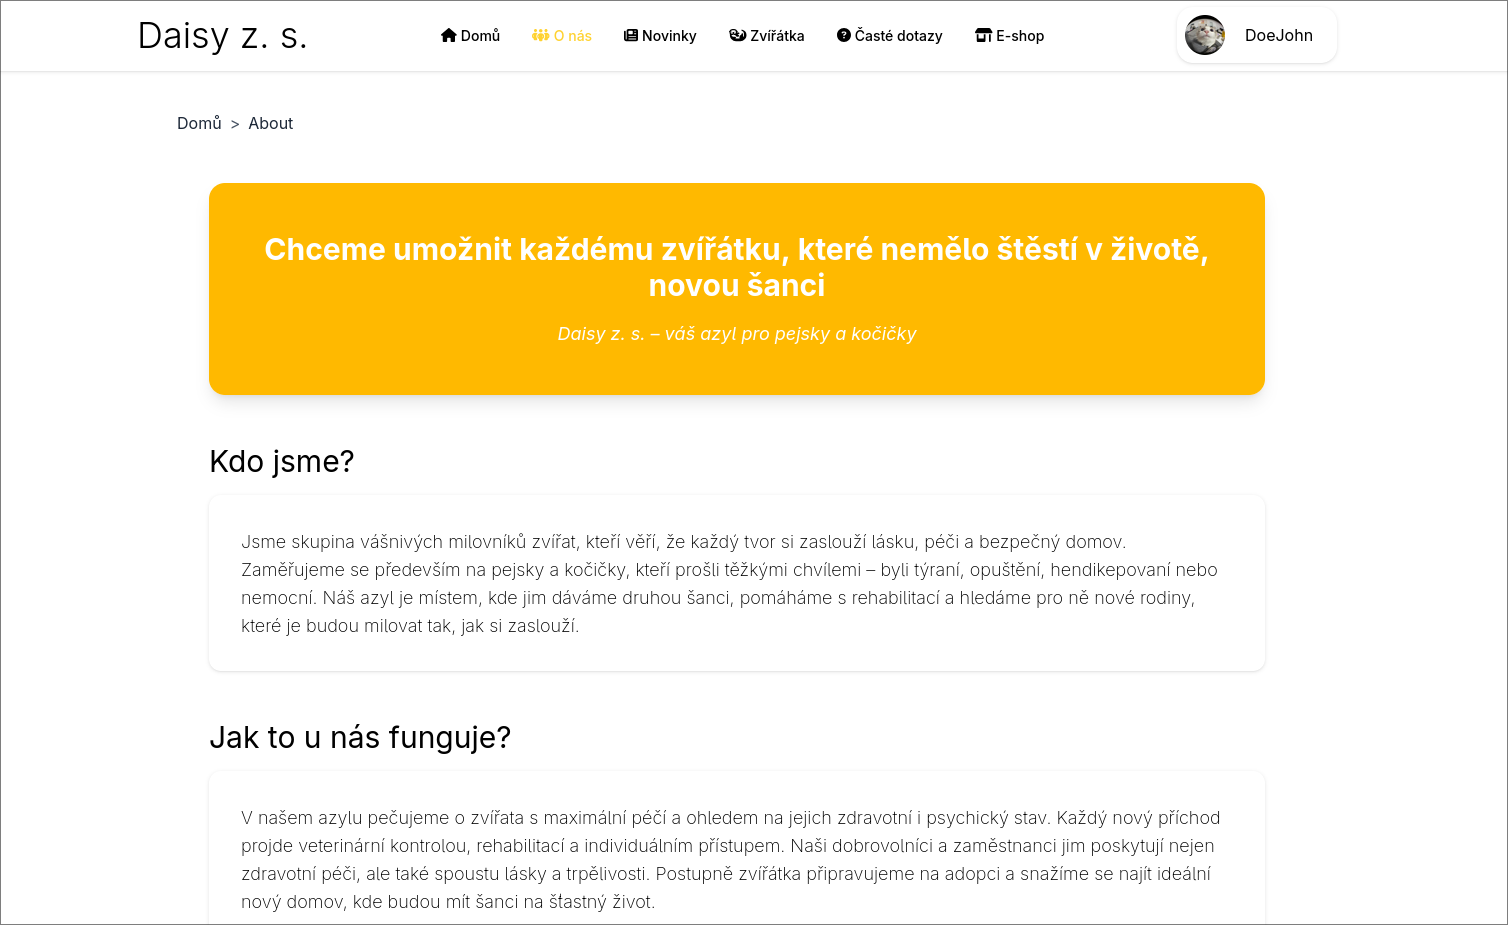 Daisy z. s.
Domů
O nás
Novinky
Zvířátka
Časté dotazy
E-shop
DoeJohn
Domů > About
Chceme umožnit každému zvířátku, které nemělo štěstí v životě,
novou šanci
Daisy z. s. – váš azyl pro pejsky a kočičky
Kdo jsme?
Jsme skupina vášnivých milovníků zvířat, kteří věří, že každý tvor si zaslouží lásku, péči a bezpečný domov.
Zaměřujeme se především na pejsky a kočičky, kteří prošli těžkými chvílemi – byli týraní, opuštění, hendikepovaní nebo
nemocní. Náš azyl je místem, kde jim dáváme druhou šanci, pomáháme s rehabilitací a hledáme pro ně nové rodiny,
které je budou milovat tak, jak si zaslouží.
Jak to u nás funguje?
V našem azylu pečujeme o zvířata s maximální péčí a ohledem na jejich zdravotní i psychický stav. Každý nový příchod
projde veterinární kontrolou, rehabilitací a individuálním přístupem. Naši dobrovolníci a zaměstnanci jim poskytují nejen
zdravotní péči, ale také spoustu lásky a trpělivosti. Postupně zvířátka připravujeme na adopci a snažíme se najít ideální
nový domov, kde budou mít šanci na šťastný život.